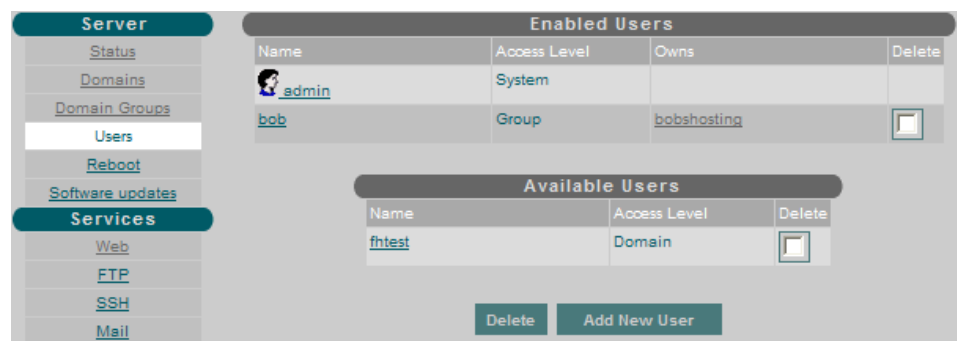 Server
Status
Domains
Domain Groups
Users
Reboot
Software updates
Services
Web
FTP
SSH
Mail
Enabled Users
Name Access Level Owns Delete
admin System
bob Group bobshosting
Available Users
Name Access Level Delete
fhtest Domain
Delete Add New User